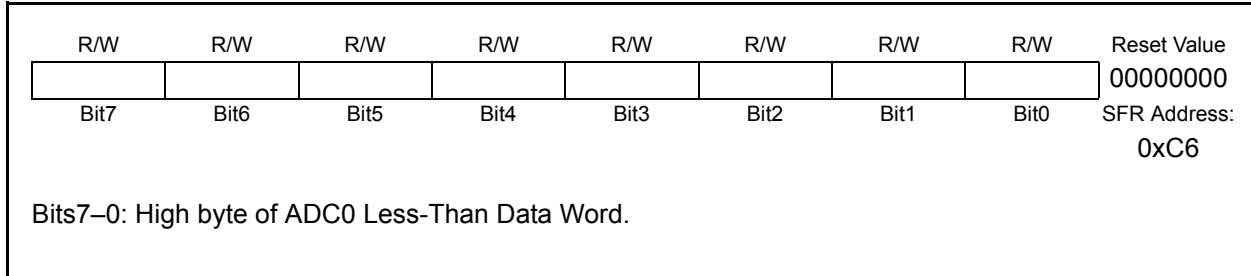 R/W R/W R/W R/W R/W R/W R/W R/W Reset Value
00000000
Bit7 Bit6 Bit5 Bit4 Bit3 Bit2 Bit1 Bit0 SFR Address:
0xC6
Bits7–0: High byte of ADC0 Less-Than Data Word.